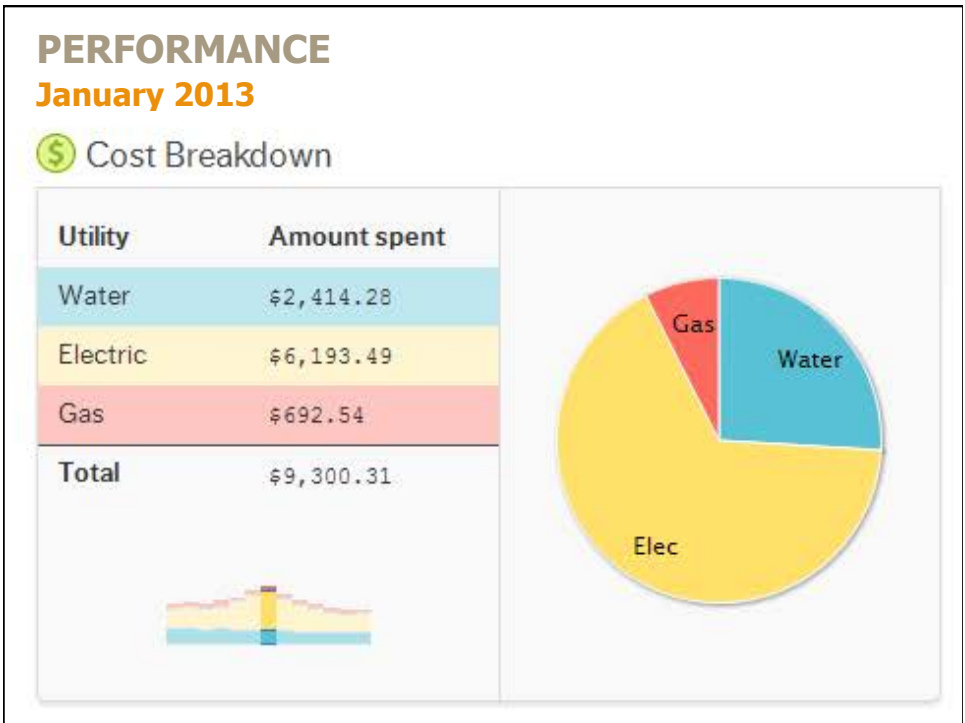 PERFORMANCE
January 2013
$ Cost Breakdown
Utility Amount spent
Water $2,414.28
Electric $6,193.49
Gas $692.54
Total $9,300.31
Gas
Water
Elec